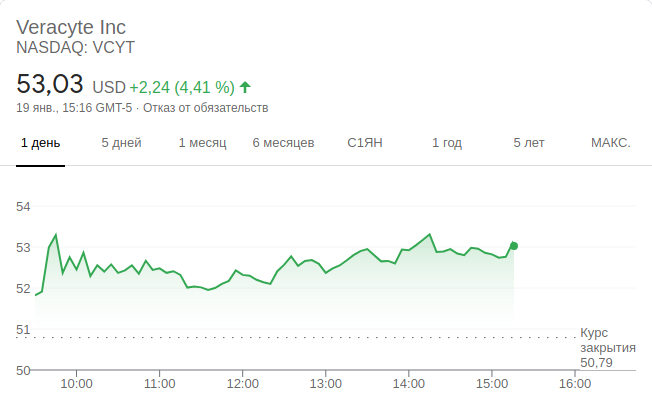 Veracyte Inc
NASDAQ: VCYT
53,03 USD +2,24 (4,41 %)
19 янв., 15:16 GMT-5 · Отказ от обязательств
1 день 5 дней 1 месяц 6 месяцев С1ЯН 1 год 5 лет МАКС.
54
53
52
51
Курс
закрытия
50,79
50
10:00 11:00 12:00 13:00 14:00 15:00 16:00